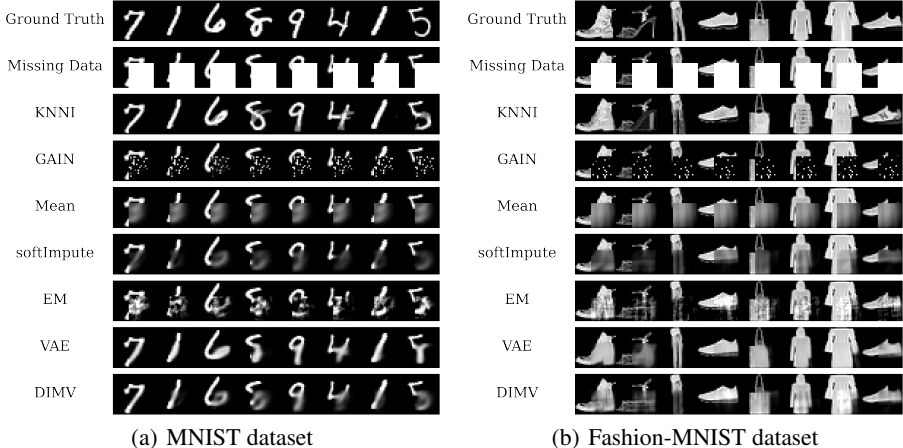 Ground Truth
Missing Data
KNNI
GAIN
Mean
softImpute
EM
VAE
DIMV
(a) MNIST dataset
Ground Truth
Missing Data
KNNI
GAIN
Mean
softImpute
EM
VAE
DIMV
(b) Fashion-MNIST dataset